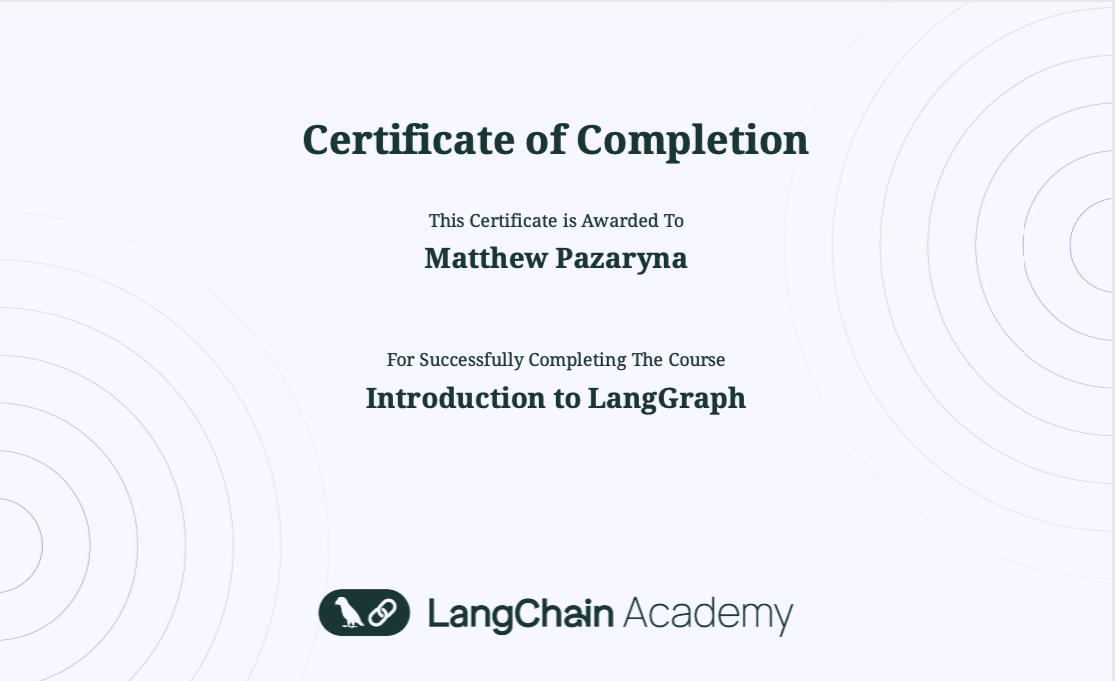 Certificate of Completion
This Certificate is Awarded To
Matthew Pazaryna
For Successfully Completing The Course
Introduction to LangGraph
LangChain Academy